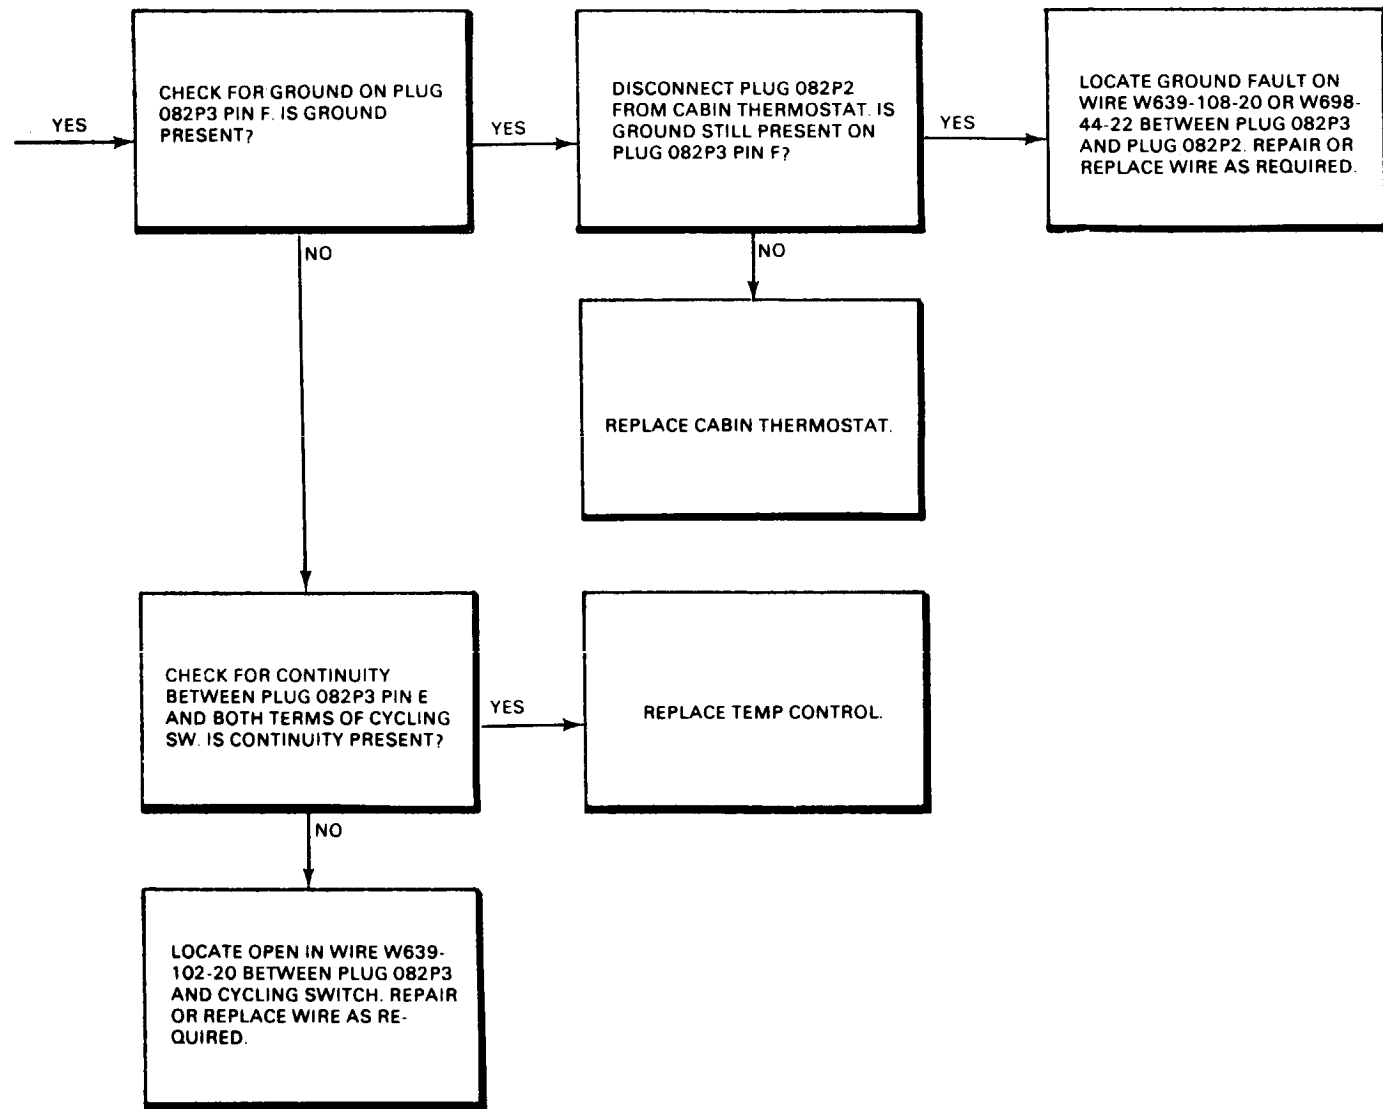 YES
CHECK FOR GROUND ON PLUG
082P3 PIN F. IS GROUND
PRESENT?
YES
DISCONNECT PLUG 082P2
FROM CABIN THERMOSTAT. IS
GROUND STILL PRESENT ON
PLUG 082P3 PIN F?
YES
LOCATE GROUND FAULT ON
WIRE W639-108-20 OR W698-
44-22 BETWEEN PLUG 082P3
AND PLUG 082P2. REPAIR OR
REPLACE WIRE AS REQUIRED.
NO
NO
REPLACE CABIN THERMOSTAT.
CHECK FOR CONTINUITY
BETWEEN PLUG 082P3 PIN E
AND BOTH TERMS OF CYCLING
SW. IS CONTINUITY PRESENT?
YES
REPLACE TEMP CONTROL.
NO
LOCATE OPEN IN WIRE W639-
102-20 BETWEEN PLUG 082P3
AND CYCLING SWITCH. REPAIR
OR REPLACE WIRE AS RE-
QUIRED.